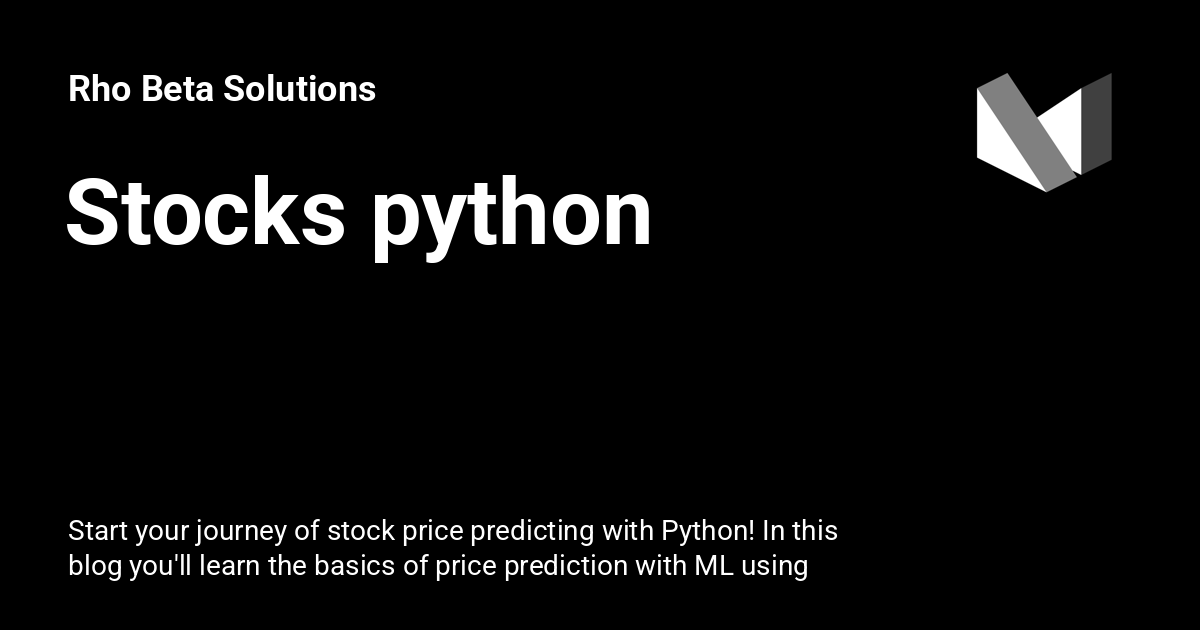 Rho Beta Solutions
Stocks python
Start your journey of stock price predicting with Python! In this
blog you'll learn the basics of price prediction with ML using